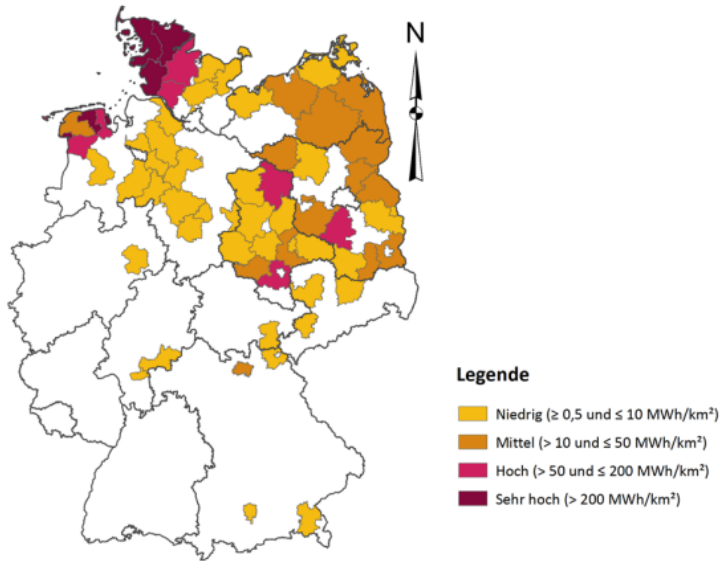 N
Legende
Niedrig (≥ 0,5 und ≤ 10 MWh/km²)
Mittel (> 10 und ≤ 50 MWh/km²)
Hoch (> 50 und ≤ 200 MWh/km²)
Sehr hoch (> 200 MWh/km²)